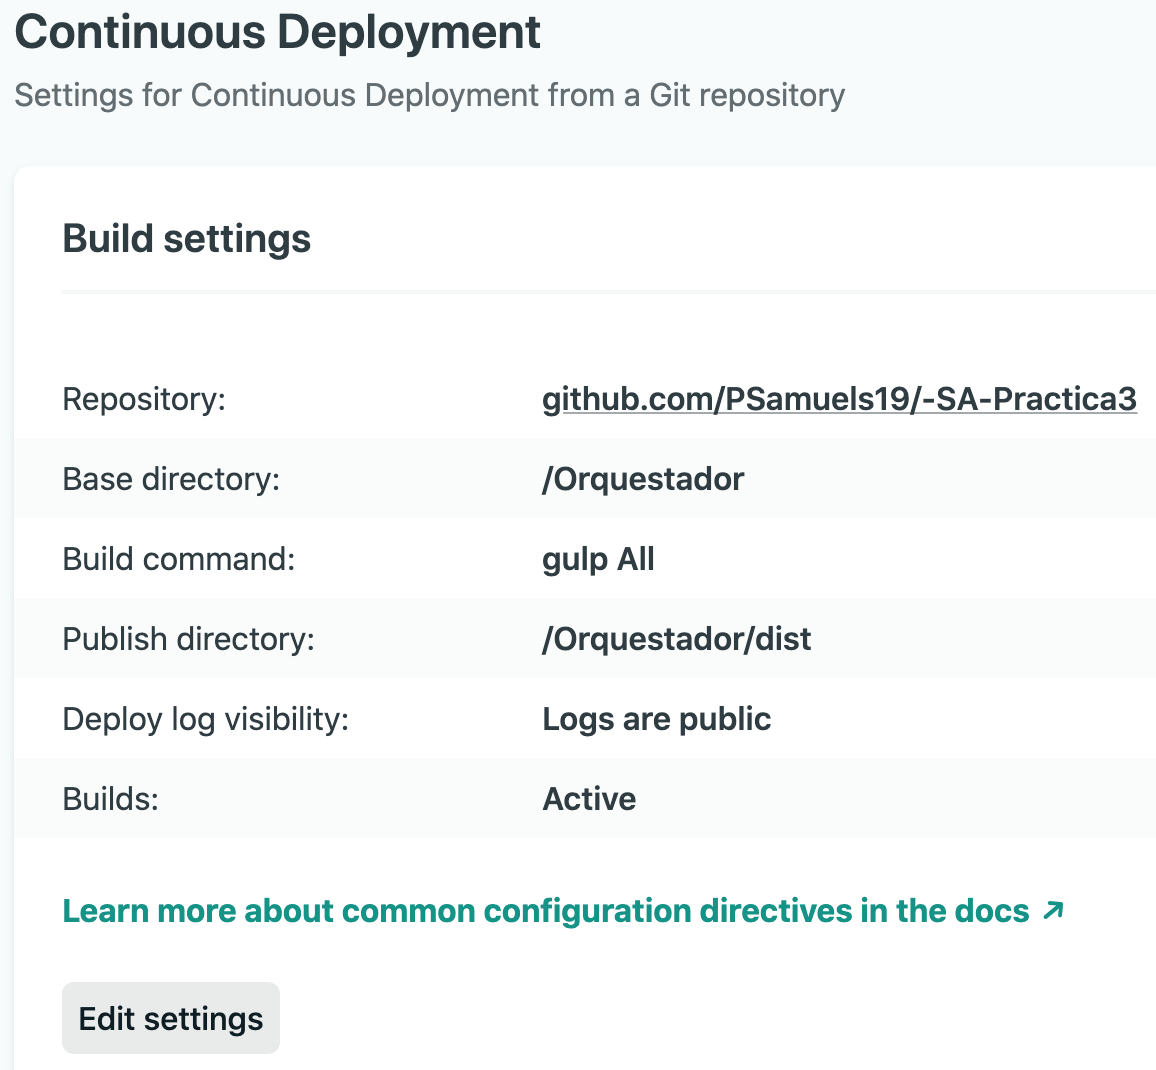 Continuous Deployment
Settings for Continuous Deployment from a Git repository
Build settings
Repository: github.com/PSamuels19/-SA-Practica3
Base directory: /Orquestador
Build command: gulp All
Publish directory: /Orquestador/dist
Deploy log visibility: Logs are public
Builds: Active
Learn more about common configuration directives in the docs ↗
Edit settings